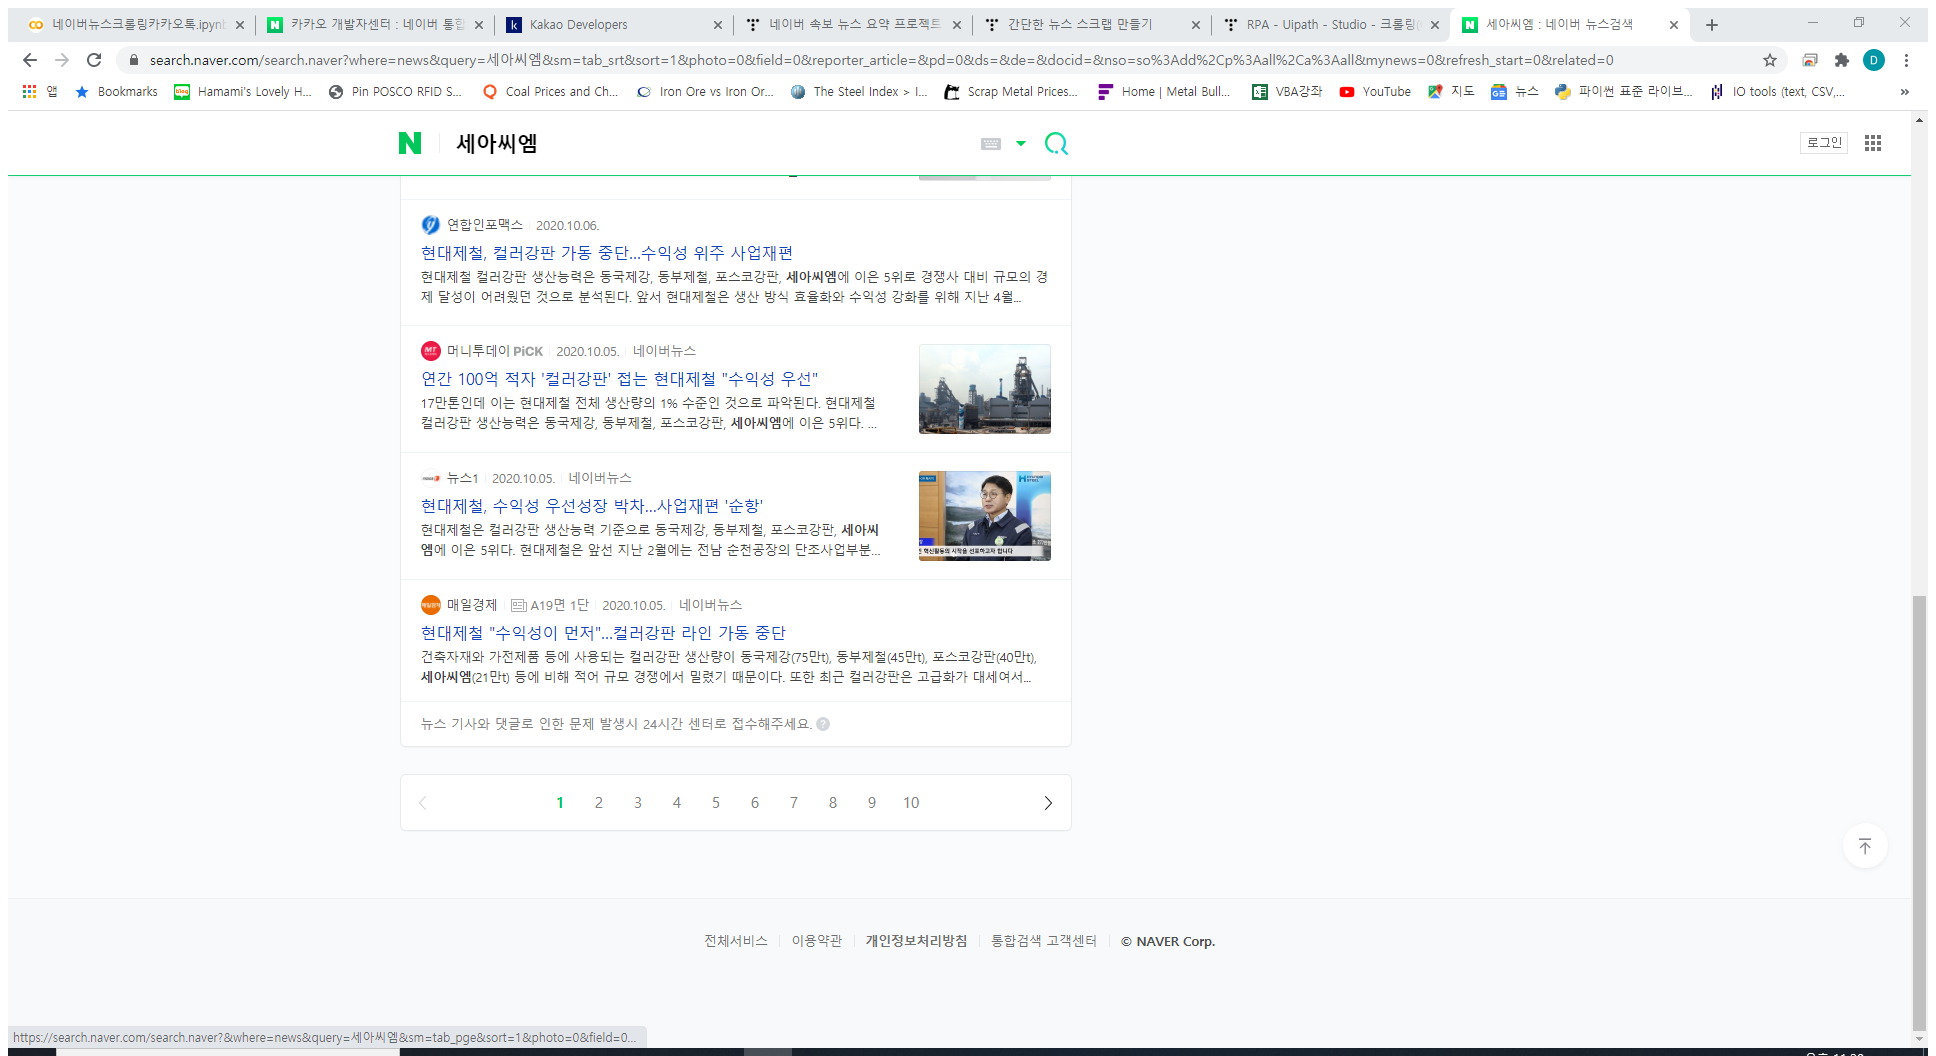 네이버뉴스크롤링카카오톡.ipynb
카카오 개발자센터 : 네이버 통합
Kakao Developers
네이버 속보 뉴스 요약 프로젝트
간단한 뉴스 스크랩 만들기
RPA - Uipath - Studio - 크롤링(
세아씨엠 : 네이버 뉴스검색
search.naver.com/search.naver?where=news&query=세아씨엠&sm=tab_srt&sort=1&photo=0&field=0&reporter_article=&pd=0&ds=&de=&docid=&nso=so%3Add%2Cp%3Aall%2Ca%3Aall&mynews=0&refresh_start=0&related=0
D
앱
Bookmarks
Hamami's Lovely H...
Pin POSCO RFID S...
Coal Prices and Ch...
Iron Ore vs Iron Or...
The Steel Index > I...
Scrap Metal Prices...
Home | Metal Bull...
VBA강좌
YouTube
지도
뉴스
파이썬 표준 라이브...
IO tools (text, CSV,...
N
세아씨엠
로그인
연합인포맥스 2020.10.06.
현대제철, 컬러강판 가동 중단...수익성 위주 사업재편
현대제철 컬러강판 생산능력은 동국제강, 동부제철, 포스코강판, 세아씨엠에 이은 5위로 경쟁사 대비 규모의 경
제 달성이 어려웠던 것으로 분석된다. 앞서 현대제철은 생산 방식 효율화와 수익성 강화를 위해 지난 4월...
머니투데이 PiCK 2020.10.05. 네이버뉴스
연간 100억 적자 '컬러강판' 접는 현대제철 "수익성 우선"
17만톤인데 이는 현대제철 전체 생산량의 1% 수준인 것으로 파악된다. 현대제철
컬러강판 생산능력은 동국제강, 동부제철, 포스코강판, 세아씨엠에 이은 5위다. ...
뉴스1 2020.10.05. 네이버뉴스
현대제철, 수익성 우선성장 박차...사업재편 '순항'
현대제철은 컬러강판 생산능력 기준으로 동국제강, 동부제철, 포스코강판, 세아씨
엠에 이은 5위다. 현대제철은 앞선 지난 2월에는 전남 순천공장의 단조사업부분...
혁신활동의 시작을 선포하고자 합니다
매일경제 A19면 1단 2020.10.05. 네이버뉴스
현대제철 "수익성이 먼저"...컬러강판 라인 가동 중단
건축자재와 가전제품 등에 사용되는 컬러강판 생산량이 동국제강(75만t), 동부제철(45만t), 포스코강판(40만t),
세아씨엠(21만t) 등에 비해 적어 규모 경쟁에서 밀렸기 때문이다. 또한 최근 컬러강판은 고급화가 대세여서...
뉴스 기사와 댓글로 인한 문제 발생시 24시간 센터로 접수해주세요. ?
1 2 3 4 5 6 7 8 9 10
전체서비스 이용약관 개인정보처리방침 통합검색 고객센터 © NAVER Corp.
https://search.naver.com/search.naver?&where=news&query=세아씨엠&sm=tab_pge&sort=1&photo=0&field=0...